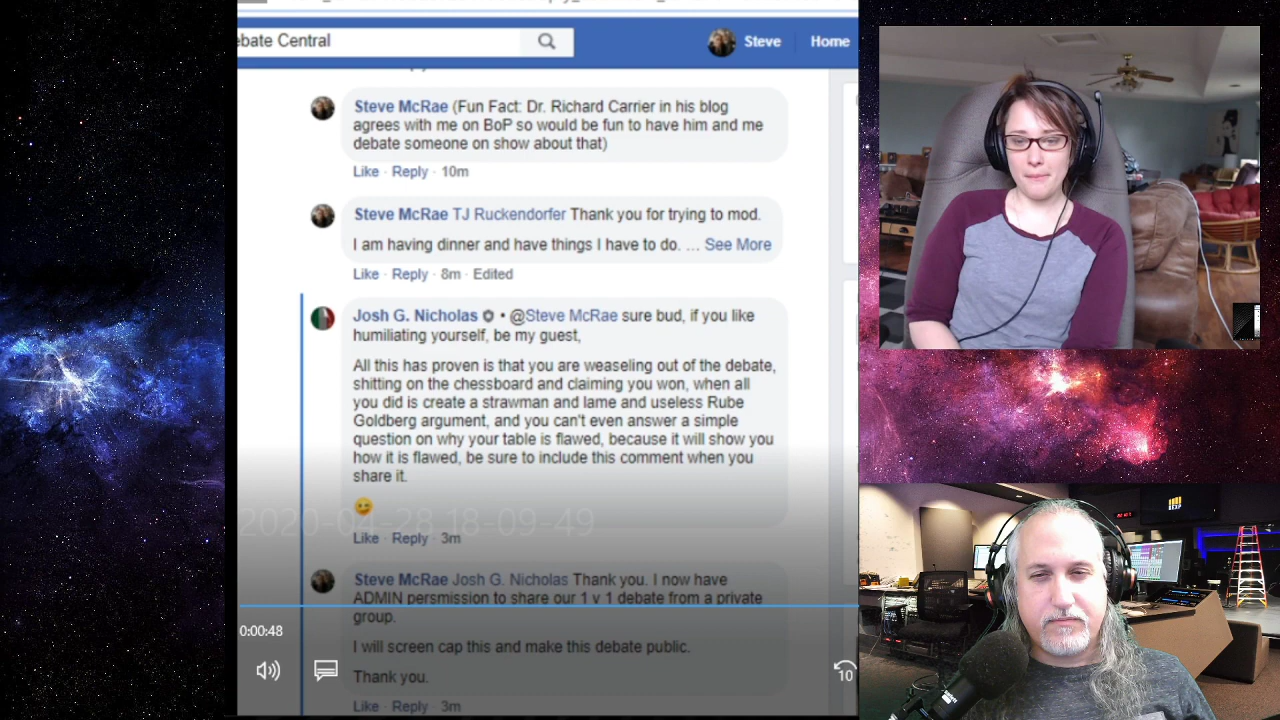 ebate Central
Steve
Home
Steve McRae (Fun Fact: Dr. Richard Carrier in his blog
agrees with me on BoP so would be fun to have him and me
debate someone on show about that)
Like · Reply · 10m
Steve McRae TJ Ruckendorfer Thank you for trying to mod.
I am having dinner and have things I have to do. ... See More
Like · Reply · 8m · Edited
Josh G. Nicholas • @Steve McRae sure bud, if you like
humiliating yourself, be my guest,
All this has proven is that you are weaseling out of the debate,
shitting on the chessboard and claiming you won, when all
you did is create a strawman and lame and useless Rube
Goldberg argument, and you can't even answer a simple
question on why your table is flawed, because it will show you
how it is flawed, be sure to include this comment when you
share it.
2020-04-28 18-09-49
Like · Reply · 3m
Steve McRae Josh G. Nicholas Thank you. I now have
ADMIN persmission to share our 1 v 1 debate from a private
group.
0:00:48
I will screen cap this and make this debate public.
10
Thank you.
Like · Reply · 3m